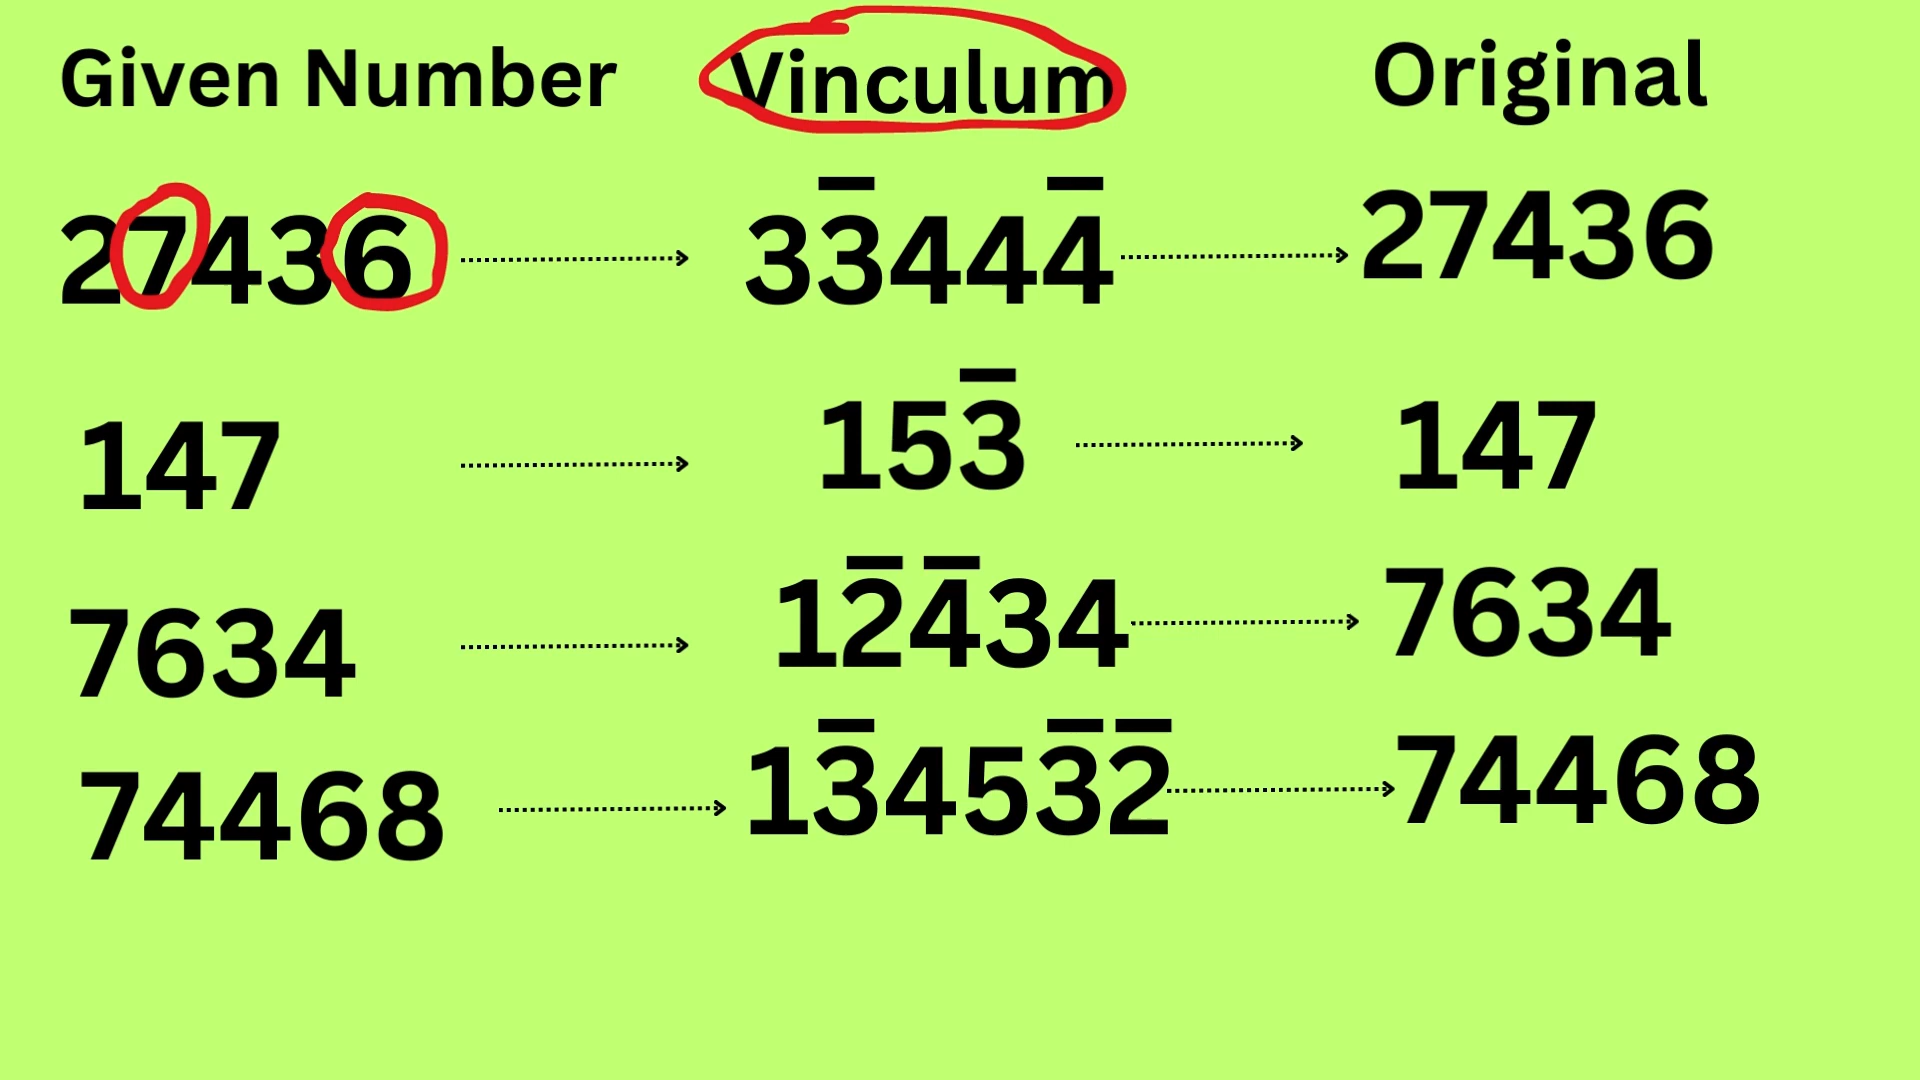 Given Number Vinculum Original
27436 33̅444̅ 27436
147 153̅ 147
7634 12̅4̅34 7634
74468 13̅453̅2̅ 74468